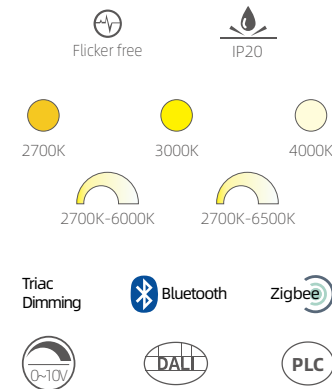 Flicker free
IP20
2700K
3000K
4000K
2700K-6000K
2700K-6500K
Triac
Dimming
Bluetooth
Zigbee
0~10V
DALI
PLC